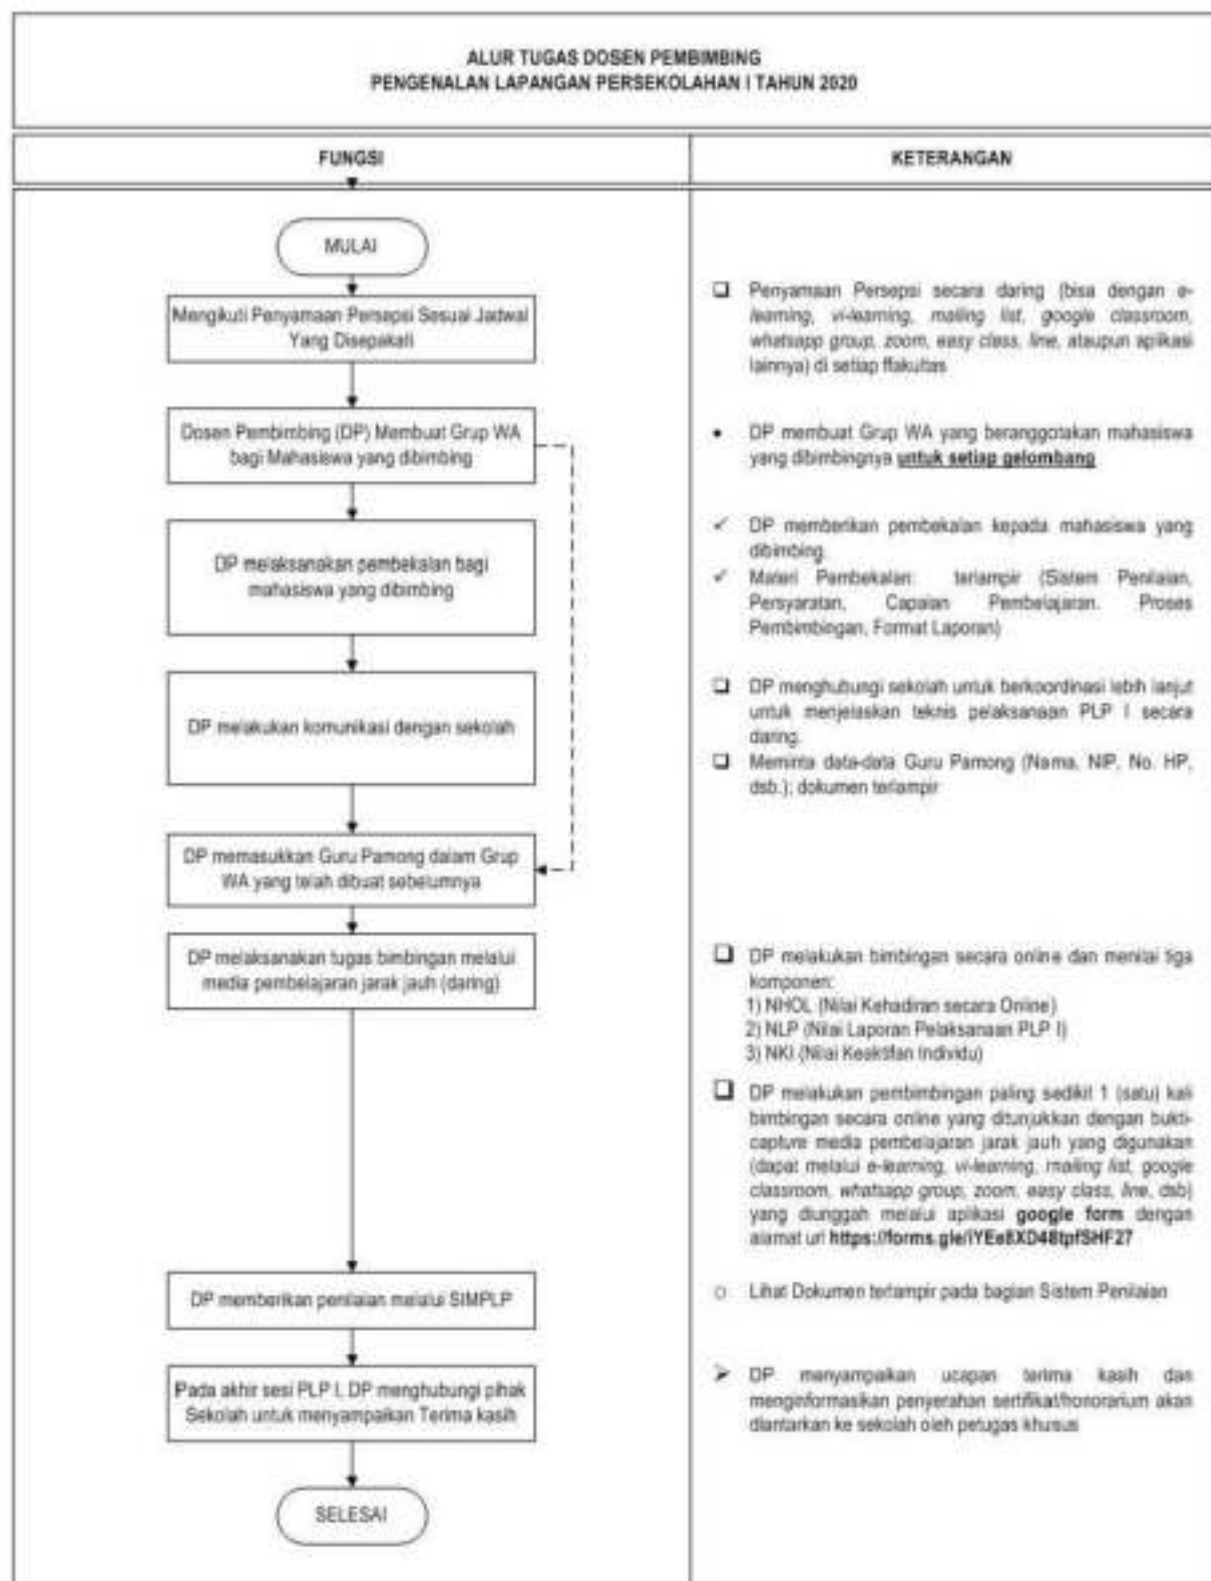 ALUR TUGAS DOSEN PEMBIMBING
PENGENALAN LAPANGAN PERSEKOLAHAN I TAHUN 2020
FUNGSI
KETERANGAN
MULAI
Mengikuti Penyamaan Persepsi Sesuai Jadwal
Yang Disepakati
❑ Penyamaan Persepsi secara daring (bisa dengan e-
learning, vi-learning, mailing list, google classroom,
whatsapp group, zoom, easy class, line, ataupun aplikasi
lainnya) di setiap ffakultas
Dosen Pembimbing (DP) Membuat Grup WA
bagi Mahasiswa yang dibimbing
• DP membuat Grup WA yang beranggotakan mahasiswa
yang dibimbingnya untuk setiap gelombang
DP melaksanakan pembekalan bagi
mahasiswa yang dibimbing
✓ DP memberikan pembekalan kepada mahasiswa yang
dibimbing.
✓ Materi Pembekalan: terlampir (Sistem Penilaian,
Persyaratan, Capaian Pembelajaran. Proses
Pembimbingan, Format Laporan)
DP melakukan komunikasi dengan sekolah
❑ DP menghubungi sekolah untuk berkoordinasi lebih lanjut
untuk menjelaskan teknis pelaksanaan PLP I secara
daring.
❑ Meminta data-data Guru Pamong (Nama, NIP, No. HP,
dsb.); dokumen terlampir
DP memasukkan Guru Pamong dalam Grup
WA yang telah dibuat sebelumnya
DP melaksanakan tugas bimbingan melalui
media pembelajaran jarak jauh (daring)
❑ DP melakukan bimbingan secara online dan menilai tiga
komponen:
1) NHOL (Nilai Kehadiran secara Online)
2) NLP (Nilai Laporan Pelaksanaan PLP I)
3) NKI (Nilai Keaktifan Individu)
❑ DP melakukan pembimbingan paling sedikit 1 (satu) kali
bimbingan secara online yang ditunjukkan dengan bukti-
capture media pembelajaran jarak jauh yang digunakan
(dapat melalui e-learning, vi-learning, mailing list, google
classroom, whatsapp group, zoom, easy class, line, dsb)
yang diunggah melalui aplikasi google form dengan
alamat url
DP memberikan penilaian melalui SIMPLP
○ Lihat Dokumen terlampir pada bagian Sistem Penilaian
Pada akhir sesi PLP I, DP menghubungi pihak
Sekolah untuk menyampaikan Terima kasih
➢ DP menyampaikan ucapan terima kasih dan
menginformasikan penyerahan sertifikat/honorarium akan
diantarkan ke sekolah oleh petugas khusus
SELESAI